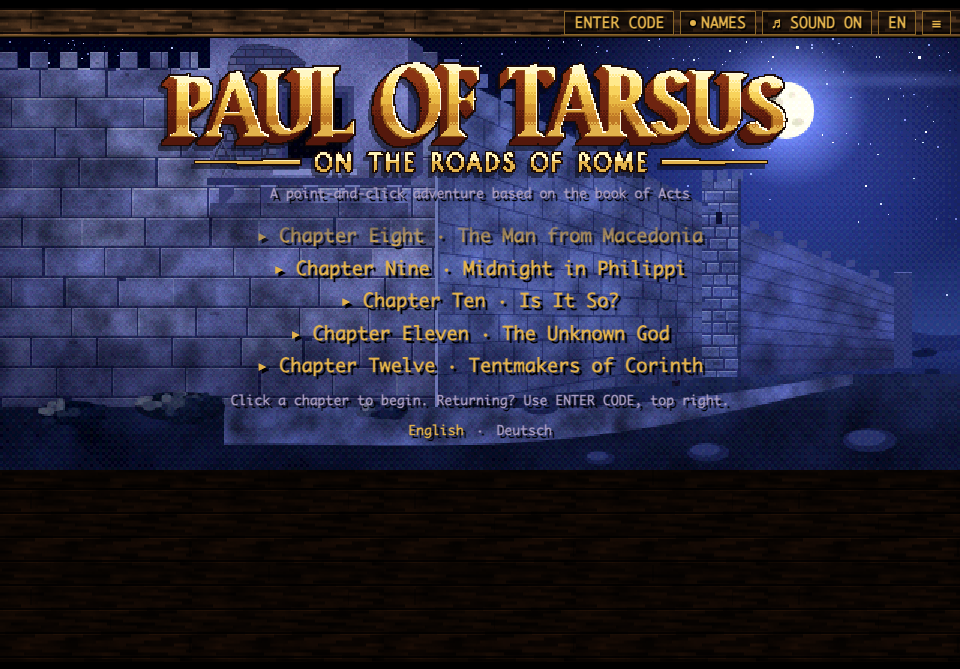 ENTER CODE
● NAMES
♬ SOUND ON
EN
≡
PAUL OF TARSUS
ON THE ROADS OF ROME
A point-and-click adventure based on the book of Acts
▸ Chapter Eight · The Man from Macedonia
▸ Chapter Nine · Midnight in Philippi
▸ Chapter Ten · Is It So?
▸ Chapter Eleven · The Unknown God
▸ Chapter Twelve · Tentmakers of Corinth
Click a chapter to begin. Returning? Use ENTER CODE, top right.
English · Deutsch